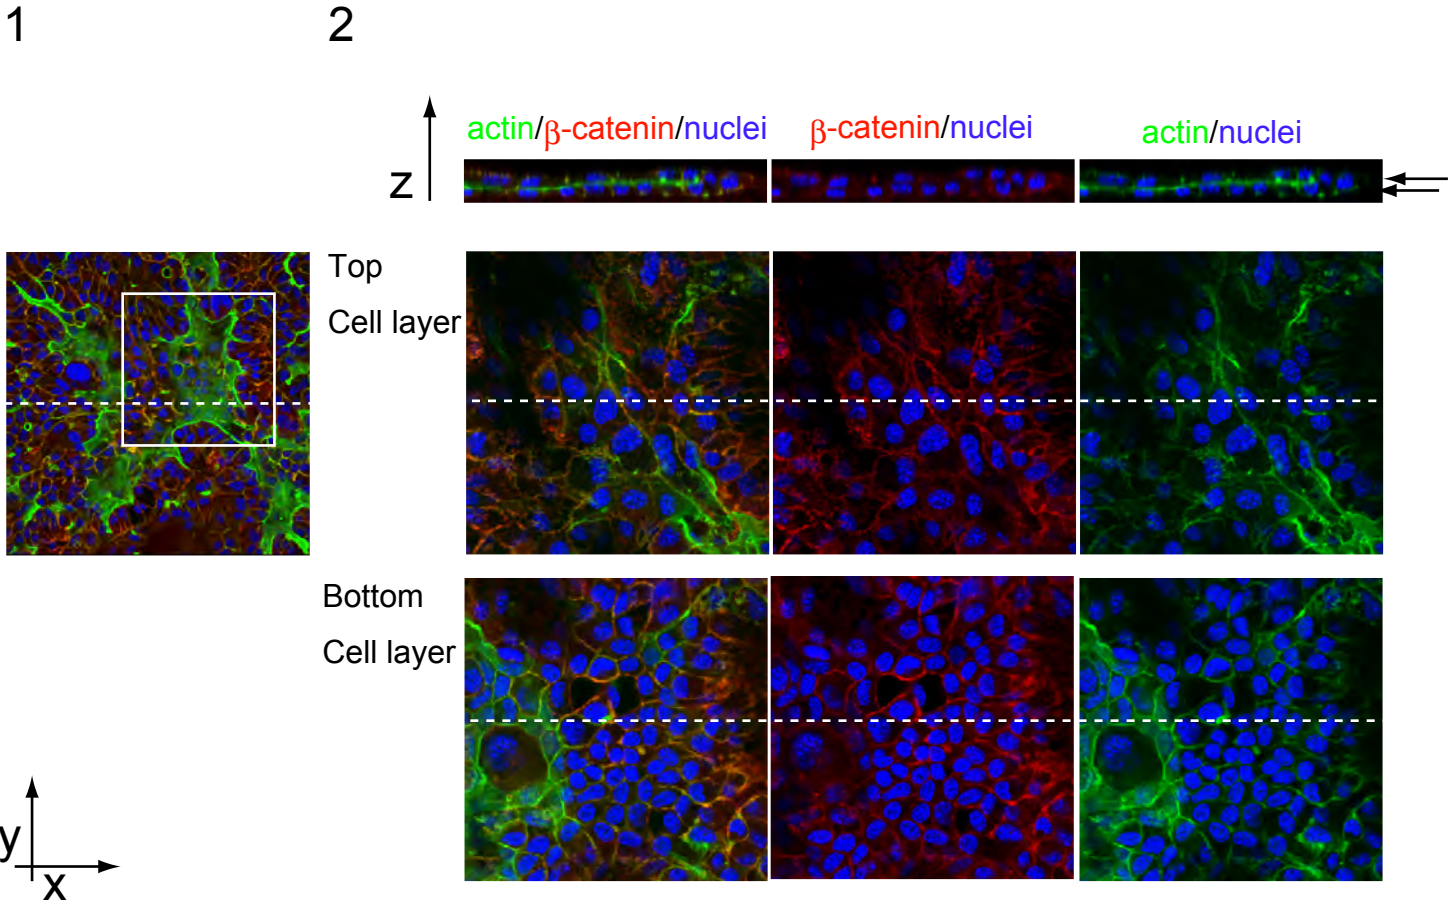 1
2
actin/β-catenin/nuclei
β-catenin/nuclei
actin/nuclei
z
Top
Cell layer
Bottom
Cell layer
y
x